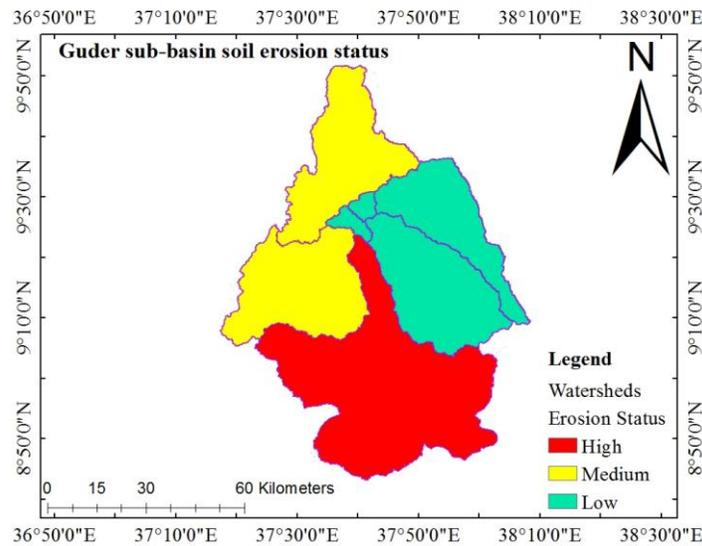 36°50'0"E 37°10'0"E 37°30'0"E 37°50'0"E 38°10'0"E 38°30'0"E
Guder sub-basin soil erosion status
N
9°50'0"N 9°50'0"N
9°30'0"N 9°30'0"N
9°10'0"N 9°10'0"N
8°50'0"N 8°50'0"N
Legend
Watersheds
Erosion Status
High
Medium
Low
0 15 30 60 Kilometers
36°50'0"E 37°10'0"E 37°30'0"E 37°50'0"E 38°10'0"E 38°30'0"E